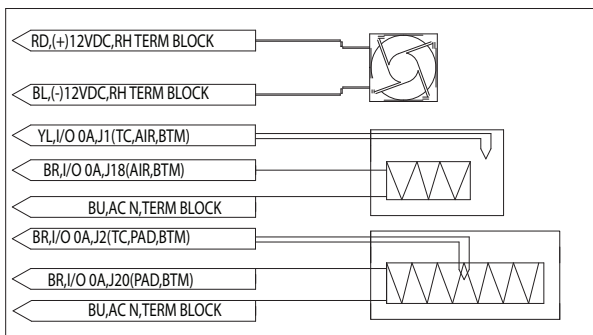 RD,(+)12VDC,RH TERM BLOCK
BL,(-)12VDC,RH TERM BLOCK
YL,I/O 0A,J1(TC,AIR,BTM)
BR,I/O 0A,J18(AIR,BTM)
BU,AC N,TERM BLOCK
BR,I/O 0A,J2(TC,PAD,BTM)
BR,I/O 0A,J20(PAD,BTM)
BU,AC N,TERM BLOCK